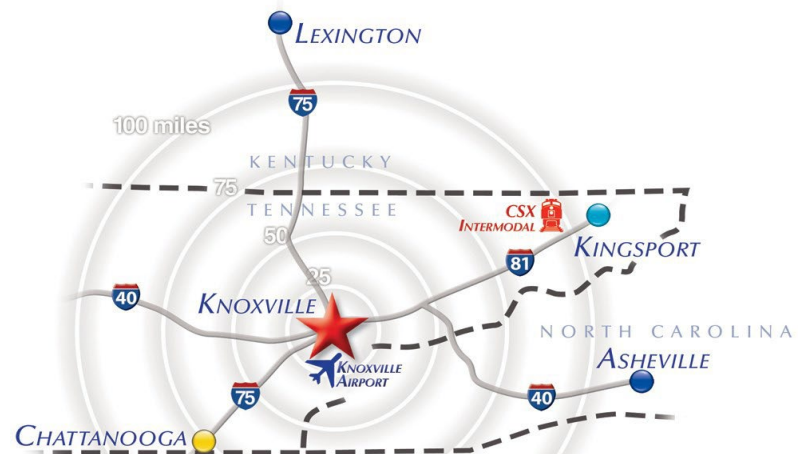 LEXINGTON
75
100 miles
KENTUCKY
75
TENNESSEE
CSX
INTERMODAL
50
KINGSPORT
81
25
40
KNOXVILLE
NORTH CAROLINA
ASHEVILLE
KNOXVILLE
AIRPORT
75
40
CHATTANOOGA